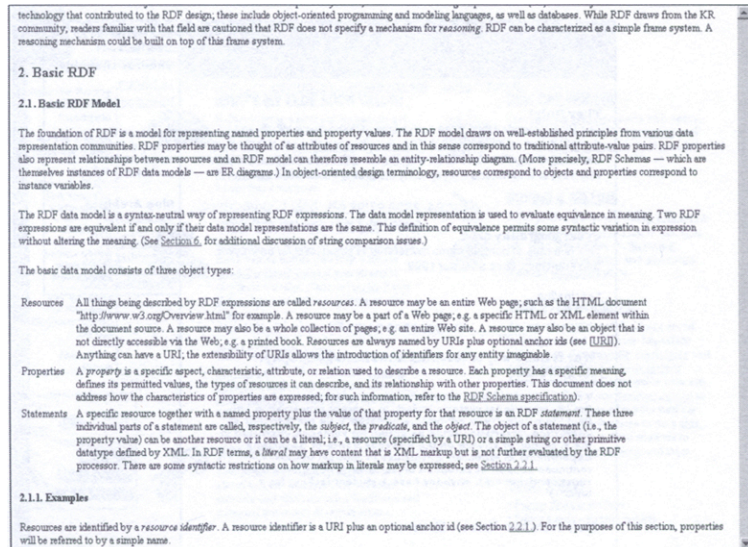 technology that contributed to the RDF design; these include object-oriented programming and modeling languages, as well as databases. While RDF draws from the KR
community, readers familiar with that field are cautioned that RDF does not specify a mechanism for reasoning. RDF can be characterized as a simple frame system. A
reasoning mechanism could be built on top of this frame system.
2. Basic RDF
2.1. Basic RDF Model
The foundation of RDF is a model for representing named properties and property values. The RDF model draws on well-established principles from various data
representation communities. RDF properties may be thought of as attributes of resources and in this sense correspond to traditional attribute-value pairs. RDF properties
also represent relationships between resources and an RDF model can therefore resemble an entity-relationship diagram. (More precisely, RDF Schemas — which are
themselves instances of RDF data models — are ER diagrams.) In object-oriented design terminology, resources correspond to objects and properties correspond to
instance variables.
The RDF data model is a syntax-neutral way of representing RDF expressions. The data model representation is used to evaluate equivalence in meaning. Two RDF
expressions are equivalent if and only if their data model representations are the same. This definition of equivalence permits some syntactic variation in expression
without altering the meaning. (See Section 6. for additional discussion of string comparison issues.)
The basic data model consists of three object types:
Resources All things being described by RDF expressions are called resources. A resource may be an entire Web page; such as the HTML document
"http://www.w3.org/Overview.html" for example. A resource may be a part of a Web page; e.g. a specific HTML or XML element within
the document source. A resource may also be a whole collection of pages; e.g. an entire Web site. A resource may also be an object that is
not directly accessible via the Web; e.g. a printed book. Resources are always named by URIs plus optional anchor ids (see [URI]).
Anything can have a URI; the extensibility of URIs allows the introduction of identifiers for any entity imaginable.
Properties A property is a specific aspect, characteristic, attribute, or relation used to describe a resource. Each property has a specific meaning,
defines its permitted values, the types of resources it can describe, and its relationship with other properties. This document does not
address how the characteristics of properties are expressed; for such information, refer to the RDF Schema specification).
Statements A specific resource together with a named property plus the value of that property for that resource is an RDF statement. These three
individual parts of a statement are called, respectively, the subject, the predicate, and the object. The object of a statement (i.e., the
property value) can be another resource or it can be a literal; i.e., a resource (specified by a URI) or a simple string or other primitive
datatype defined by XML. In RDF terms, a literal may have content that is XML markup but is not further evaluated by the RDF
processor. There are some syntactic restrictions on how markup in literals may be expressed; see Section 2.2.1.
2.1.1. Examples
Resources are identified by a resource identifier. A resource identifier is a URI plus an optional anchor id (see Section 2.2.1.). For the purposes of this section, properties
will be referred to by a simple name.